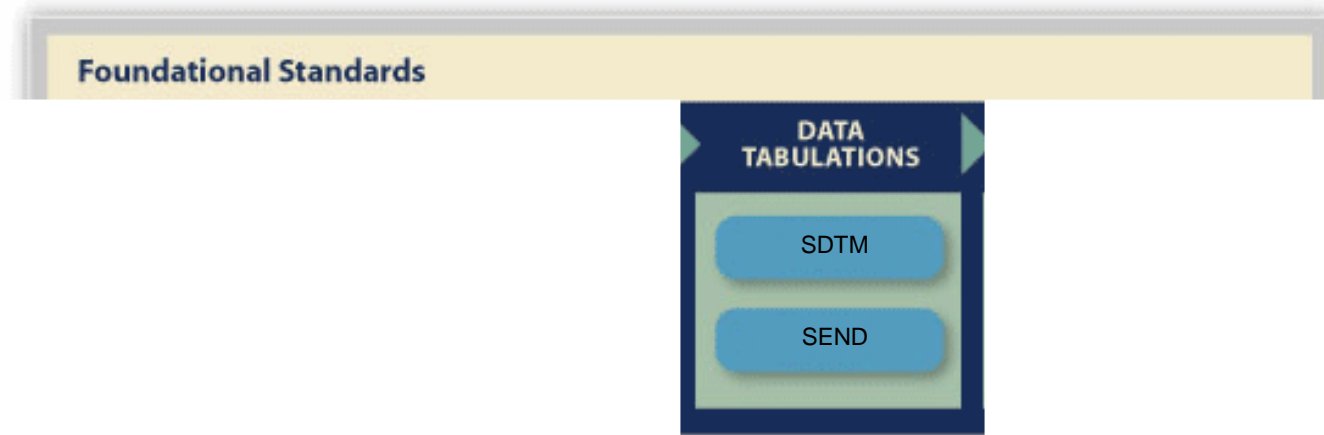 Foundational Standards
DATA
TABULATIONS
SDTM
SEND